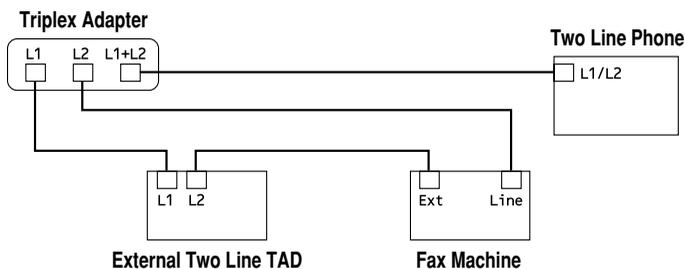 Triplex Adapter
L1 L2 L1+L2
Two Line Phone
L1/L2
L1 L2
Ext Line
External Two Line TAD
Fax Machine